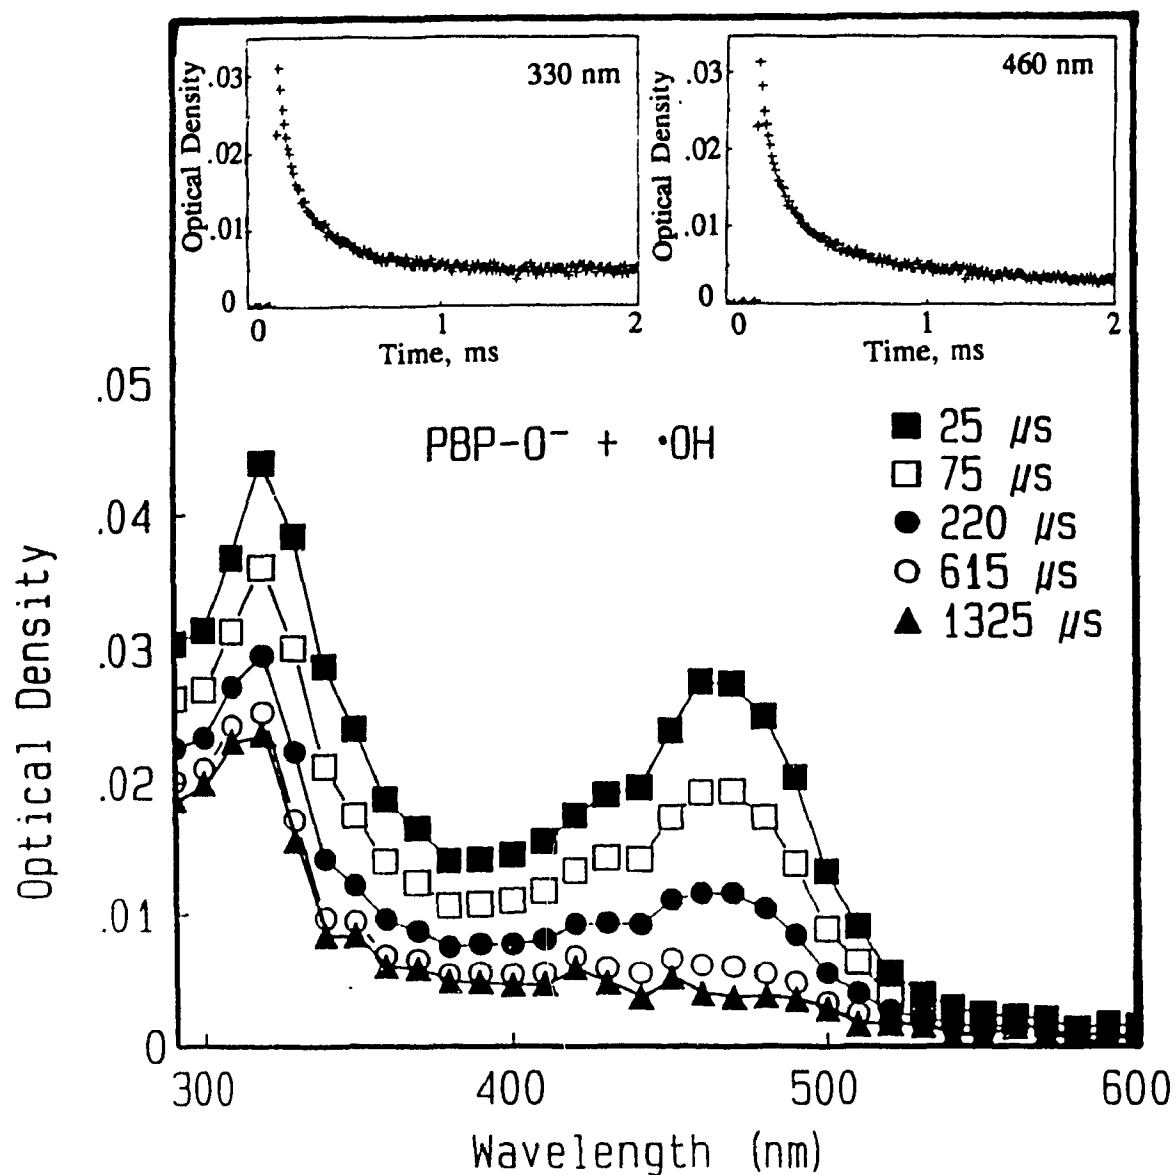 Optical Density
.03
.02
.01
0
330 nm
0
1
2
Time, ms
Optical Density
.03
.02
.01
0
460 nm
0
1
2
Time, ms
PBP-O⁻ + ·OH
25 µs
75 µs
220 µs
615 µs
1325 µs
Optical Density
.05
.04
.03
.02
.01
0
300
400
500
600
Wavelength (nm)